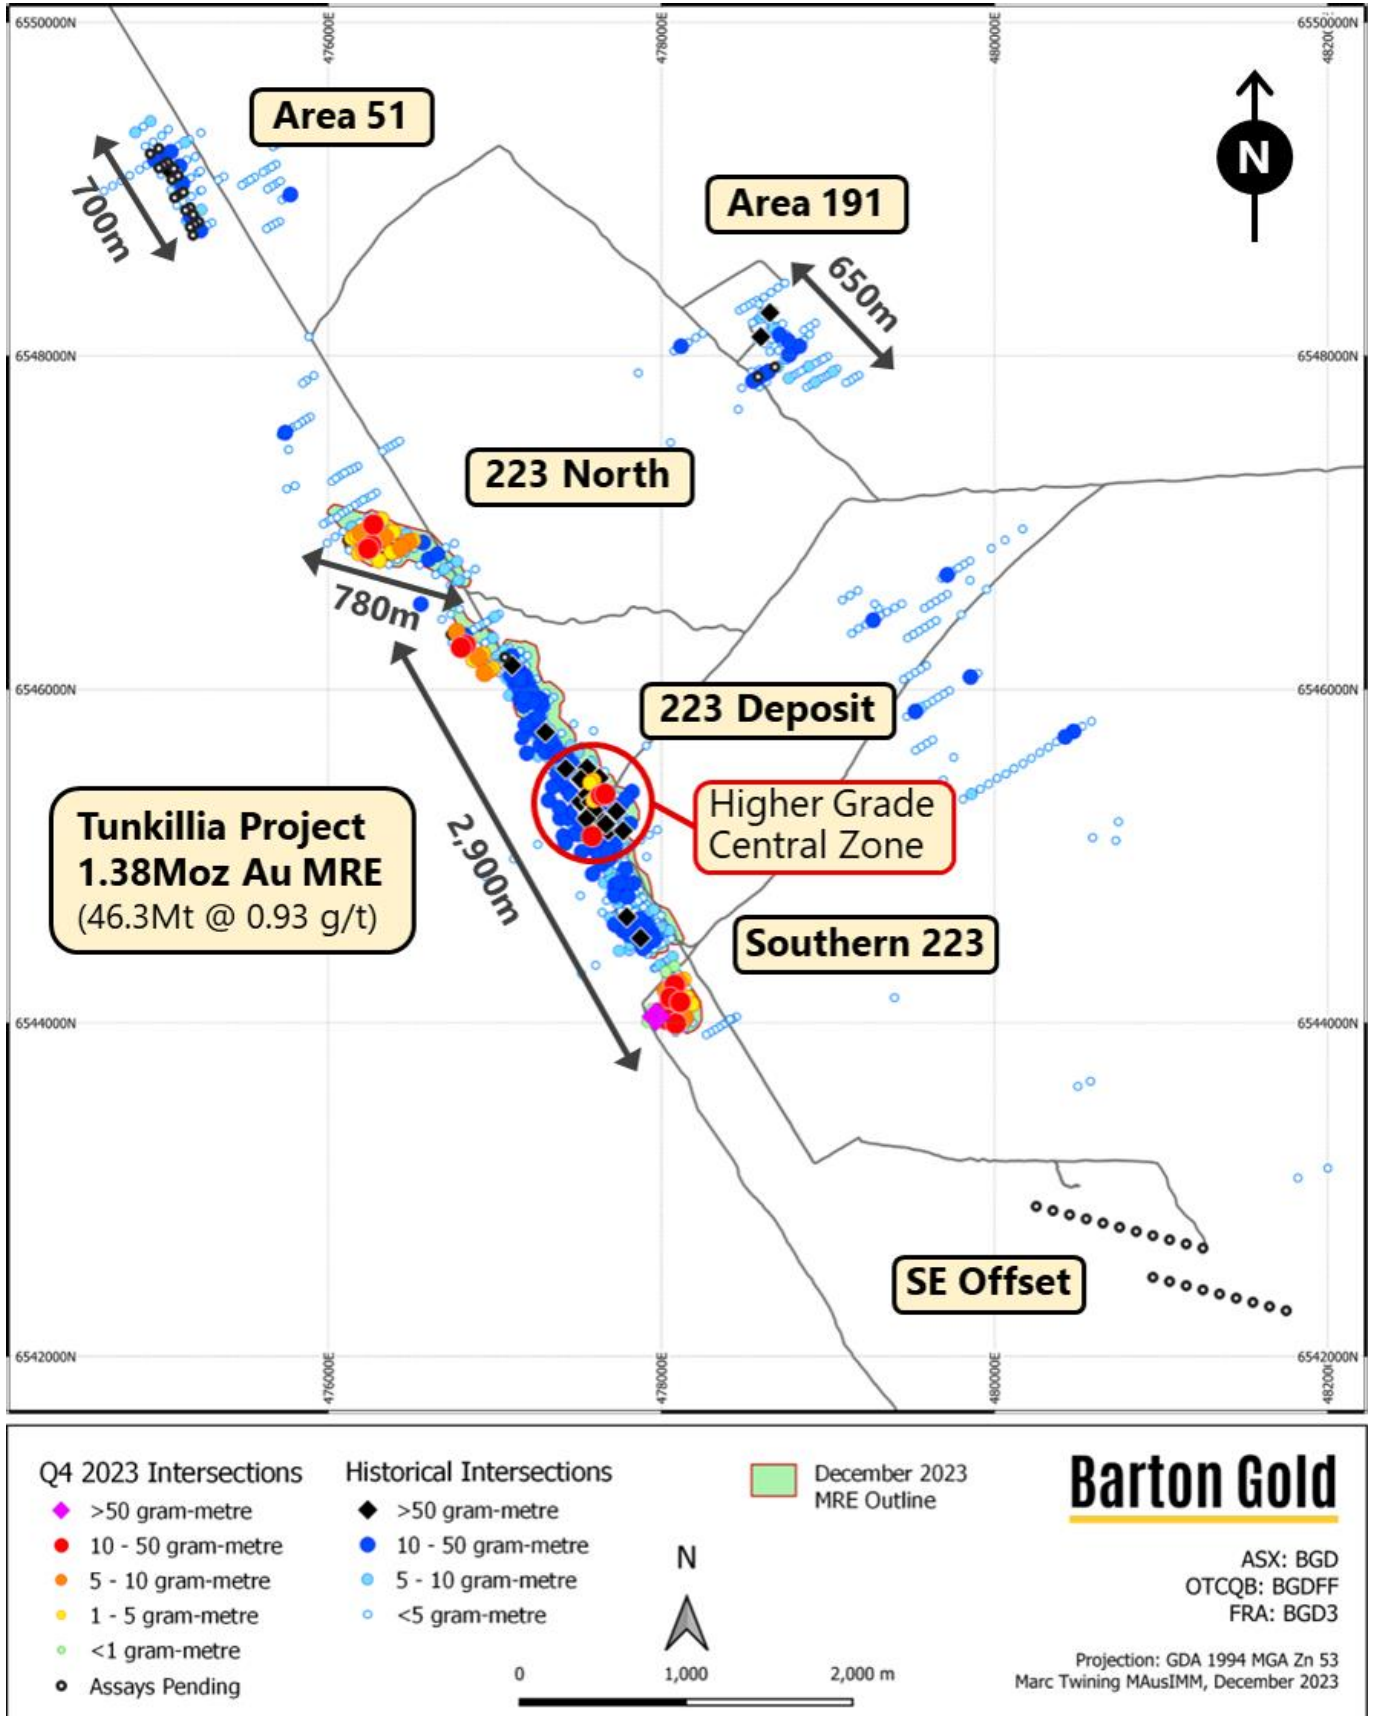 6550000N
476000E
478000E
480000E
6550000N
Area 51
N
Area 191
700m
650m
6548000N
6548000N
223 North
780m
6546000N
6546000N
223 Deposit
Higher Grade
Central Zone
Tunkillia Project
1.38Moz Au MRE
(46.3Mt @ 0.93 g/t)
2,900m
Southern 223
6544000N
6544000N
SE Offset
6542000N
6542000N
476000E
478000E
480000E
Q4 2023 Intersections
>50 gram-metre
10 - 50 gram-metre
5 - 10 gram-metre
1 - 5 gram-metre
<1 gram-metre
Assays Pending
Historical Intersections
>50 gram-metre
10 - 50 gram-metre
5 - 10 gram-metre
<5 gram-metre
December 2023
MRE Outline
N
0 1,000 2,000 m
Barton Gold
ASX: BGD
OTCQB: BGDFF
FRA: BGD3
Projection: GDA 1994 MGA Zn 53
Marc Twining MAusIMM, December 2023